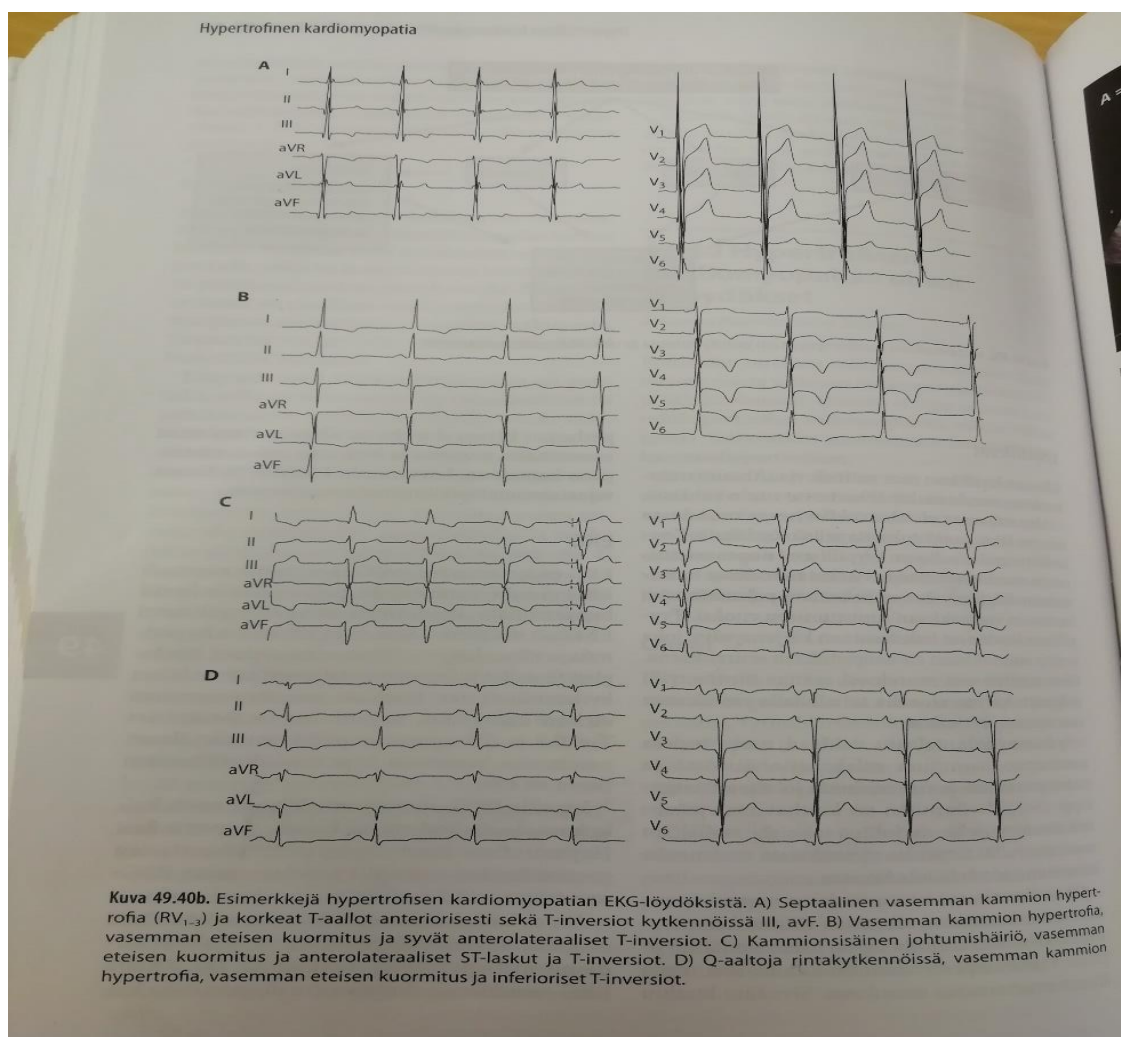 Hypertrofinen kardiomyopatia
A
I
II
III
aVR
aVL
aVF
V1
V2
V3
V4
V5
V6
B
I
II
III
aVR
aVL
aVF
V1
V2
V3
V4
V5
V6
C
I
II
III
aVR
aVL
aVF
V1
V2
V3
V4
V5
V6
D
I
II
III
aVR
aVL
aVF
V1
V2
V3
V4
V5
V6
Kuva 49.40b. Esimerkkejä hypertrofisen kardiomyopatian EKG-löydöksistä. A) Septaalinen vasemman kammion hypert-
rofia (RV1–3) ja korkeat T-aallot anteriorisesti sekä T-inversiot kytkennöissä III, avF. B) Vasemman kammion hypertrofia,
vasemman eteisen kuormitus ja syvät anterolateraaliset T-inversiot. C) Kammionsisäinen johtumishäiriö, vasemman
eteisen kuormitus ja anterolateraaliset ST-laskut ja T-inversiot. D) Q-aaltoja rintakytkennöissä, vasemman kammion
hypertrofia, vasemman eteisen kuormitus ja inferioriset T-inversiot.
A =